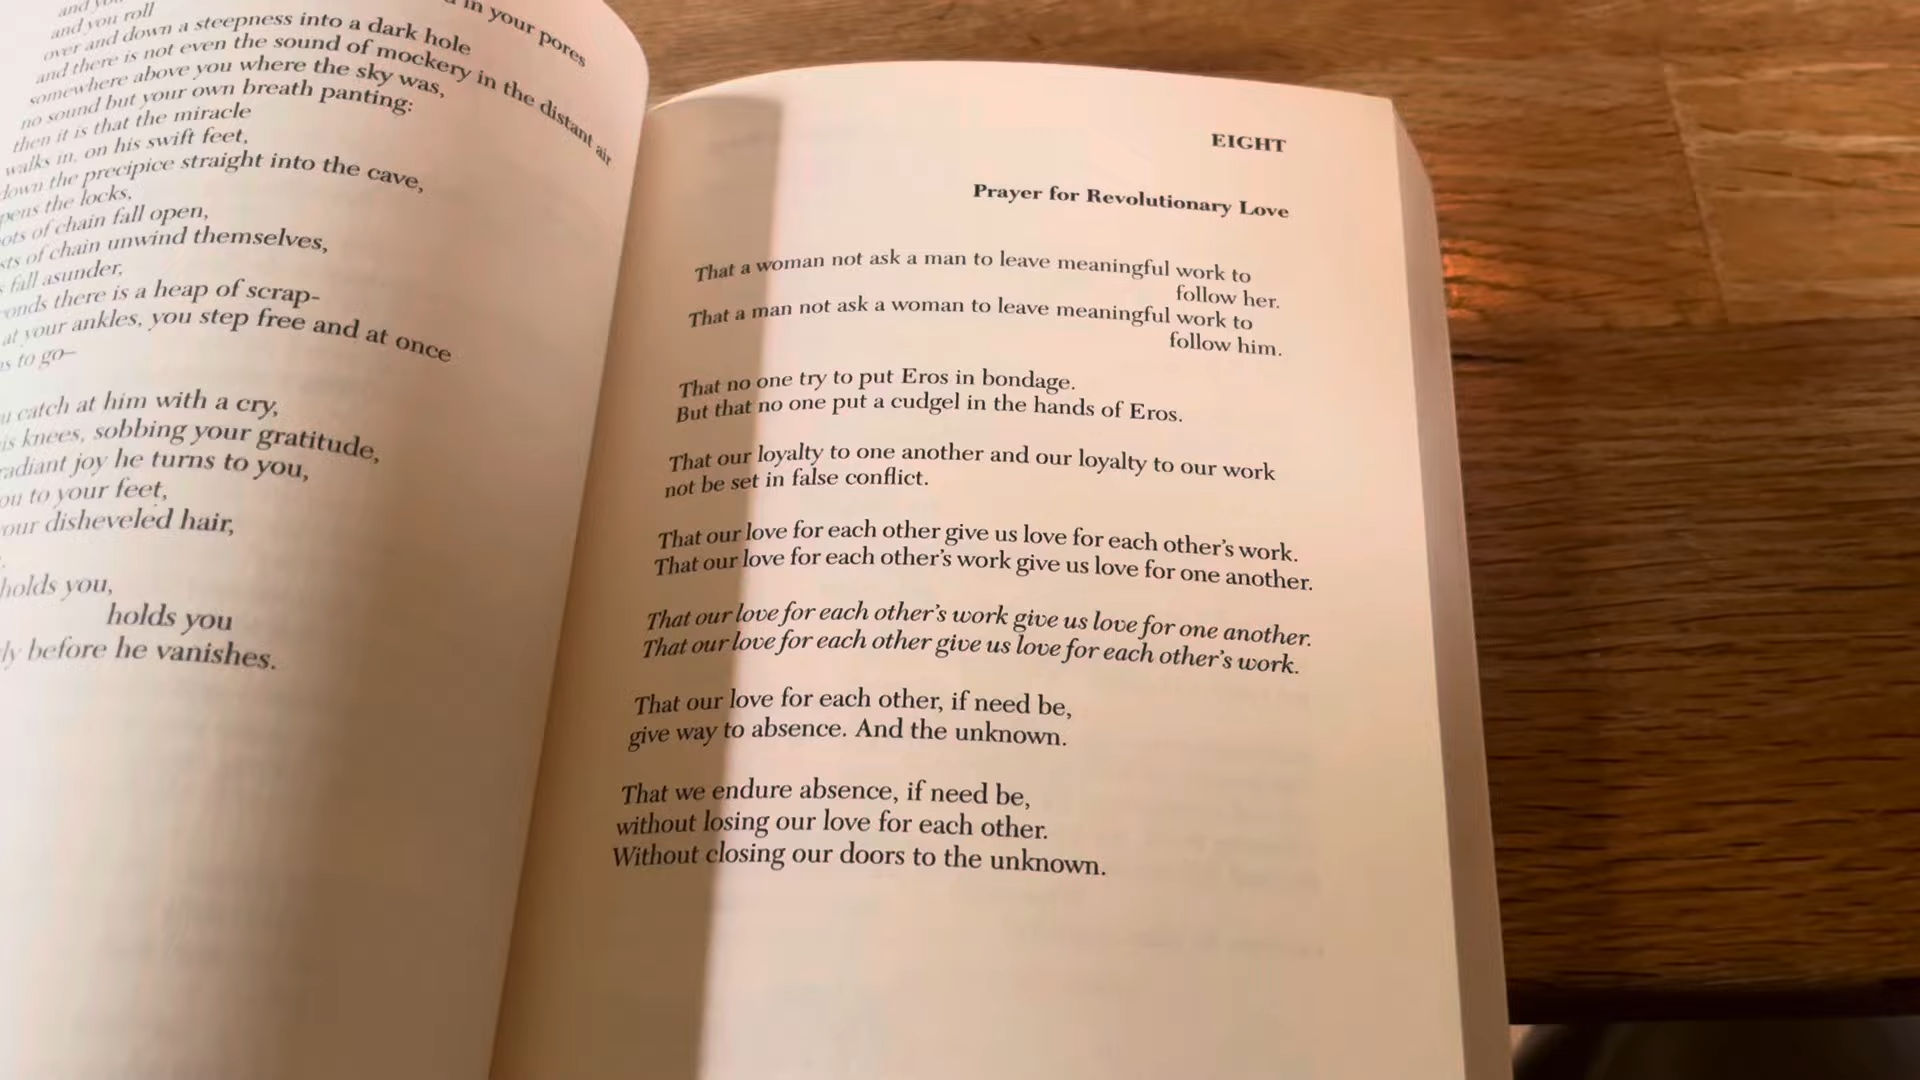 in your pores
and you roll
over and down a steepness into a dark hole
and there is not even the sound of mockery in the distant air
somewhere above you where the sky was,
no sound but your own breath panting:
then it is that the miracle
walks in, on his swift feet,
down the precipice straight into the cave,
the locks,
of chain fall open,
of chain unwind themselves,
fall asunder,
there is a heap of scrap-
at your ankles, you step free and at once
to go—
catch at him with a cry,
knees, sobbing your gratitude,
radiant joy he turns to you,
to your feet,
your disheveled hair,
holds you,
holds you
before he vanishes.
EIGHT
Prayer for Revolutionary Love
That a woman not ask a man to leave meaningful work to
follow her.
That a man not ask a woman to leave meaningful work to
follow him.
That no one try to put Eros in bondage.
But that no one put a cudgel in the hands of Eros.
That our loyalty to one another and our loyalty to our work
not be set in false conflict.
That our love for each other give us love for each other's work.
That our love for each other's work give us love for one another.
That our love for each other's work give us love for one another.
That our love for each other give us love for each other's work.
That our love for each other, if need be,
give way to absence. And the unknown.
That we endure absence, if need be,
without losing our love for each other.
Without closing our doors to the unknown.